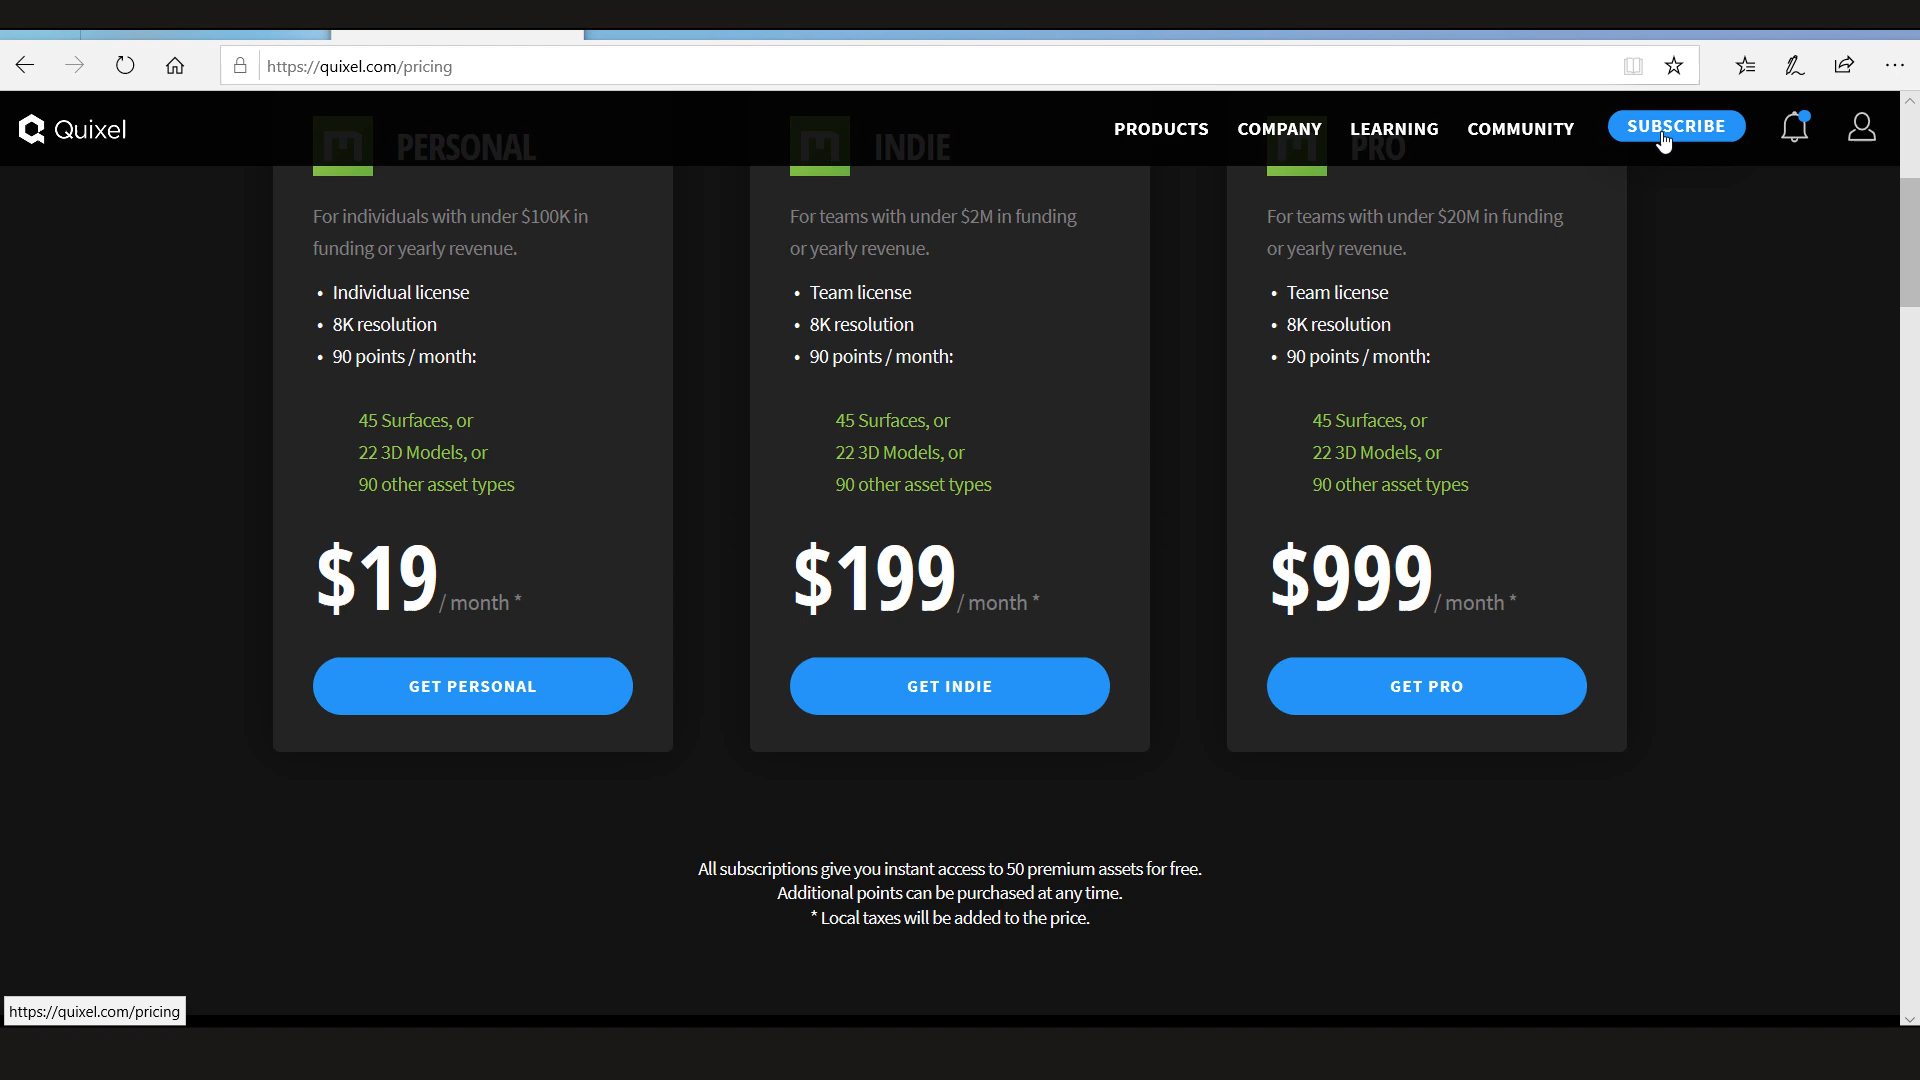 https://quixel.com/pricing
Quixel
PRODUCTS
COMPANY
LEARNING
COMMUNITY
SUBSCRIBE
PERSONAL
For individuals with under $100K in
funding or yearly revenue.
• Individual license
• 8K resolution
• 90 points / month:
45 Surfaces, or
22 3D Models, or
90 other asset types
$19 / month *
GET PERSONAL
INDIE
For teams with under $2M in funding
or yearly revenue.
• Team license
• 8K resolution
• 90 points / month:
45 Surfaces, or
22 3D Models, or
90 other asset types
$199 / month *
GET INDIE
PRO
For teams with under $20M in funding
or yearly revenue.
• Team license
• 8K resolution
• 90 points / month:
45 Surfaces, or
22 3D Models, or
90 other asset types
$999 / month *
GET PRO
All subscriptions give you instant access to 50 premium assets for free.
Additional points can be purchased at any time.
* Local taxes will be added to the price.
https://quixel.com/pricing